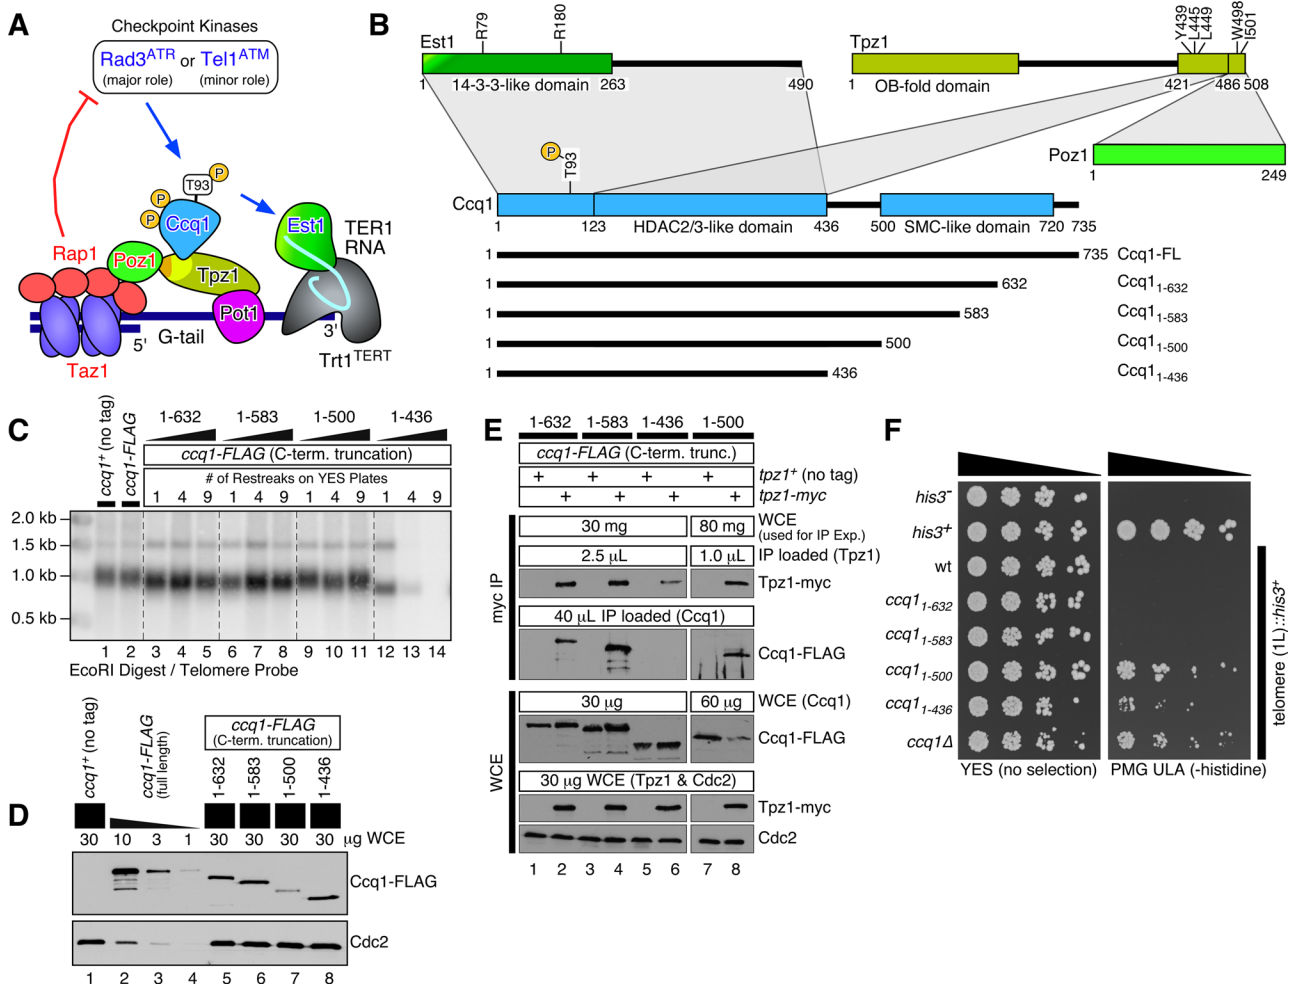 A
Checkpoint Kinases
Rad3ATR or Tel1ATM
(major role) (minor role)
P
T93
P
P
Ccq1
Est1
TER1
RNA
Rap1
Poz1
Tpz1
Pot1
G-tail
5'
3'
Taz1
Trt1TERT
B
Est1
R79
R180
1
14-3-3-like domain
263
490
Tpz1
Y439
L445
L449
W498
I501
1
OB-fold domain
421
486
508
Poz1
1
249
P
T93
Ccq1
1
123
HDAC2/3-like domain
436
500
SMC-like domain
720
735
1 735 Ccq1-FL
1 632 Ccq11-632
1 583 Ccq11-583
1 500 Ccq11-500
1 436 Ccq11-436
C
ccq1+ (no tag)
ccq1-FLAG
1-632 1-583 1-500 1-436
ccq1-FLAG (C-term. truncation)
# of Restreaks on YES Plates
1 4 9 1 4 9 1 4 9 1 4 9
2.0 kb
1.5 kb
1.0 kb
0.5 kb
1 2 3 4 5 6 7 8 9 10 11 12 13 14
EcoRI Digest / Telomere Probe
D
ccq1+ (no tag)
ccq1-FLAG
(full length)
ccq1-FLAG
(C-term. truncation)
1-632
1-583
1-500
1-436
30 10 3 1 30 30 30 30 µg WCE
Ccq1-FLAG
Cdc2
1 2 3 4 5 6 7 8
E
1-632 1-583 1-436 1-500
ccq1-FLAG (C-term. trunc.)
+ + + + tpz1+ (no tag)
+ + + + tpz1-myc
myc IP
30 mg 80 mg WCE
(used for IP Exp.)
2.5 µL 1.0 µL IP loaded (Tpz1)
Tpz1-myc
40 µL IP loaded (Ccq1)
Ccq1-FLAG
WCE
30 µg 60 µg WCE (Ccq1)
Ccq1-FLAG
30 µg WCE (Tpz1 & Cdc2)
Tpz1-myc
Cdc2
1 2 3 4 5 6 7 8
F
his3-
his3+
wt
ccq11-632
ccq11-583
ccq11-500
ccq11-436
ccq1Δ
telomere (1L)::his3+
YES (no selection) PMG ULA (-histidine)